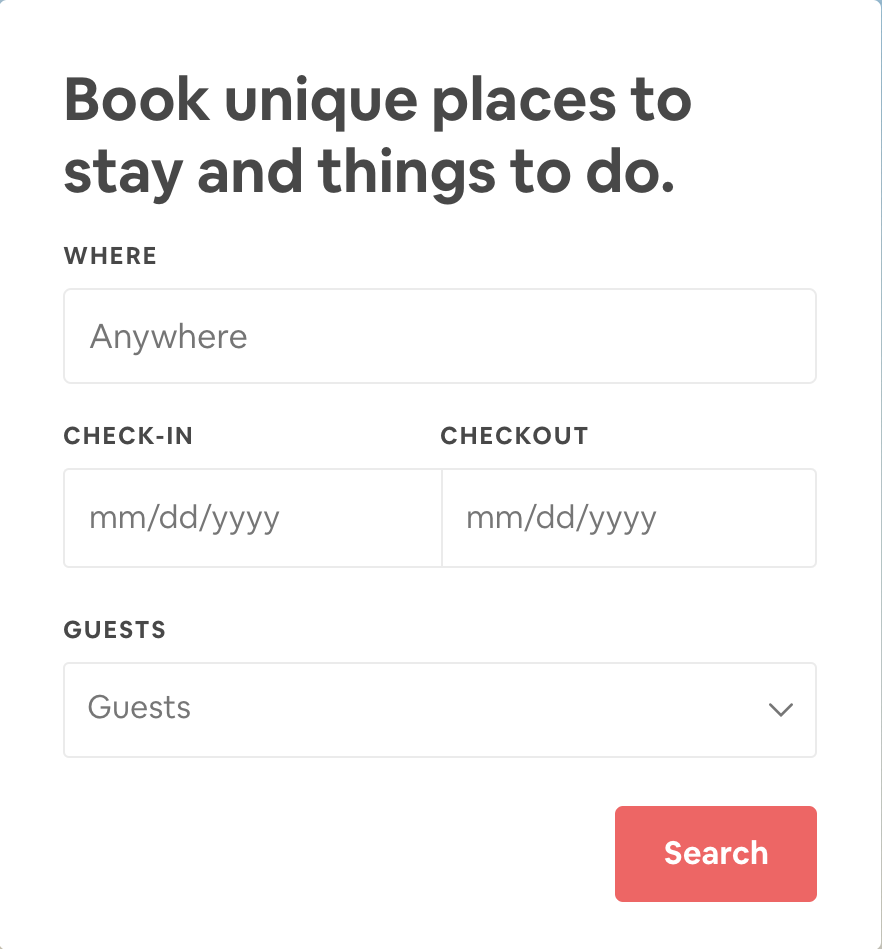 Book unique places to
stay and things to do.
WHERE
Anywhere
CHECK-IN CHECKOUT
mm/dd/yyyy mm/dd/yyyy
GUESTS
Guests
Search